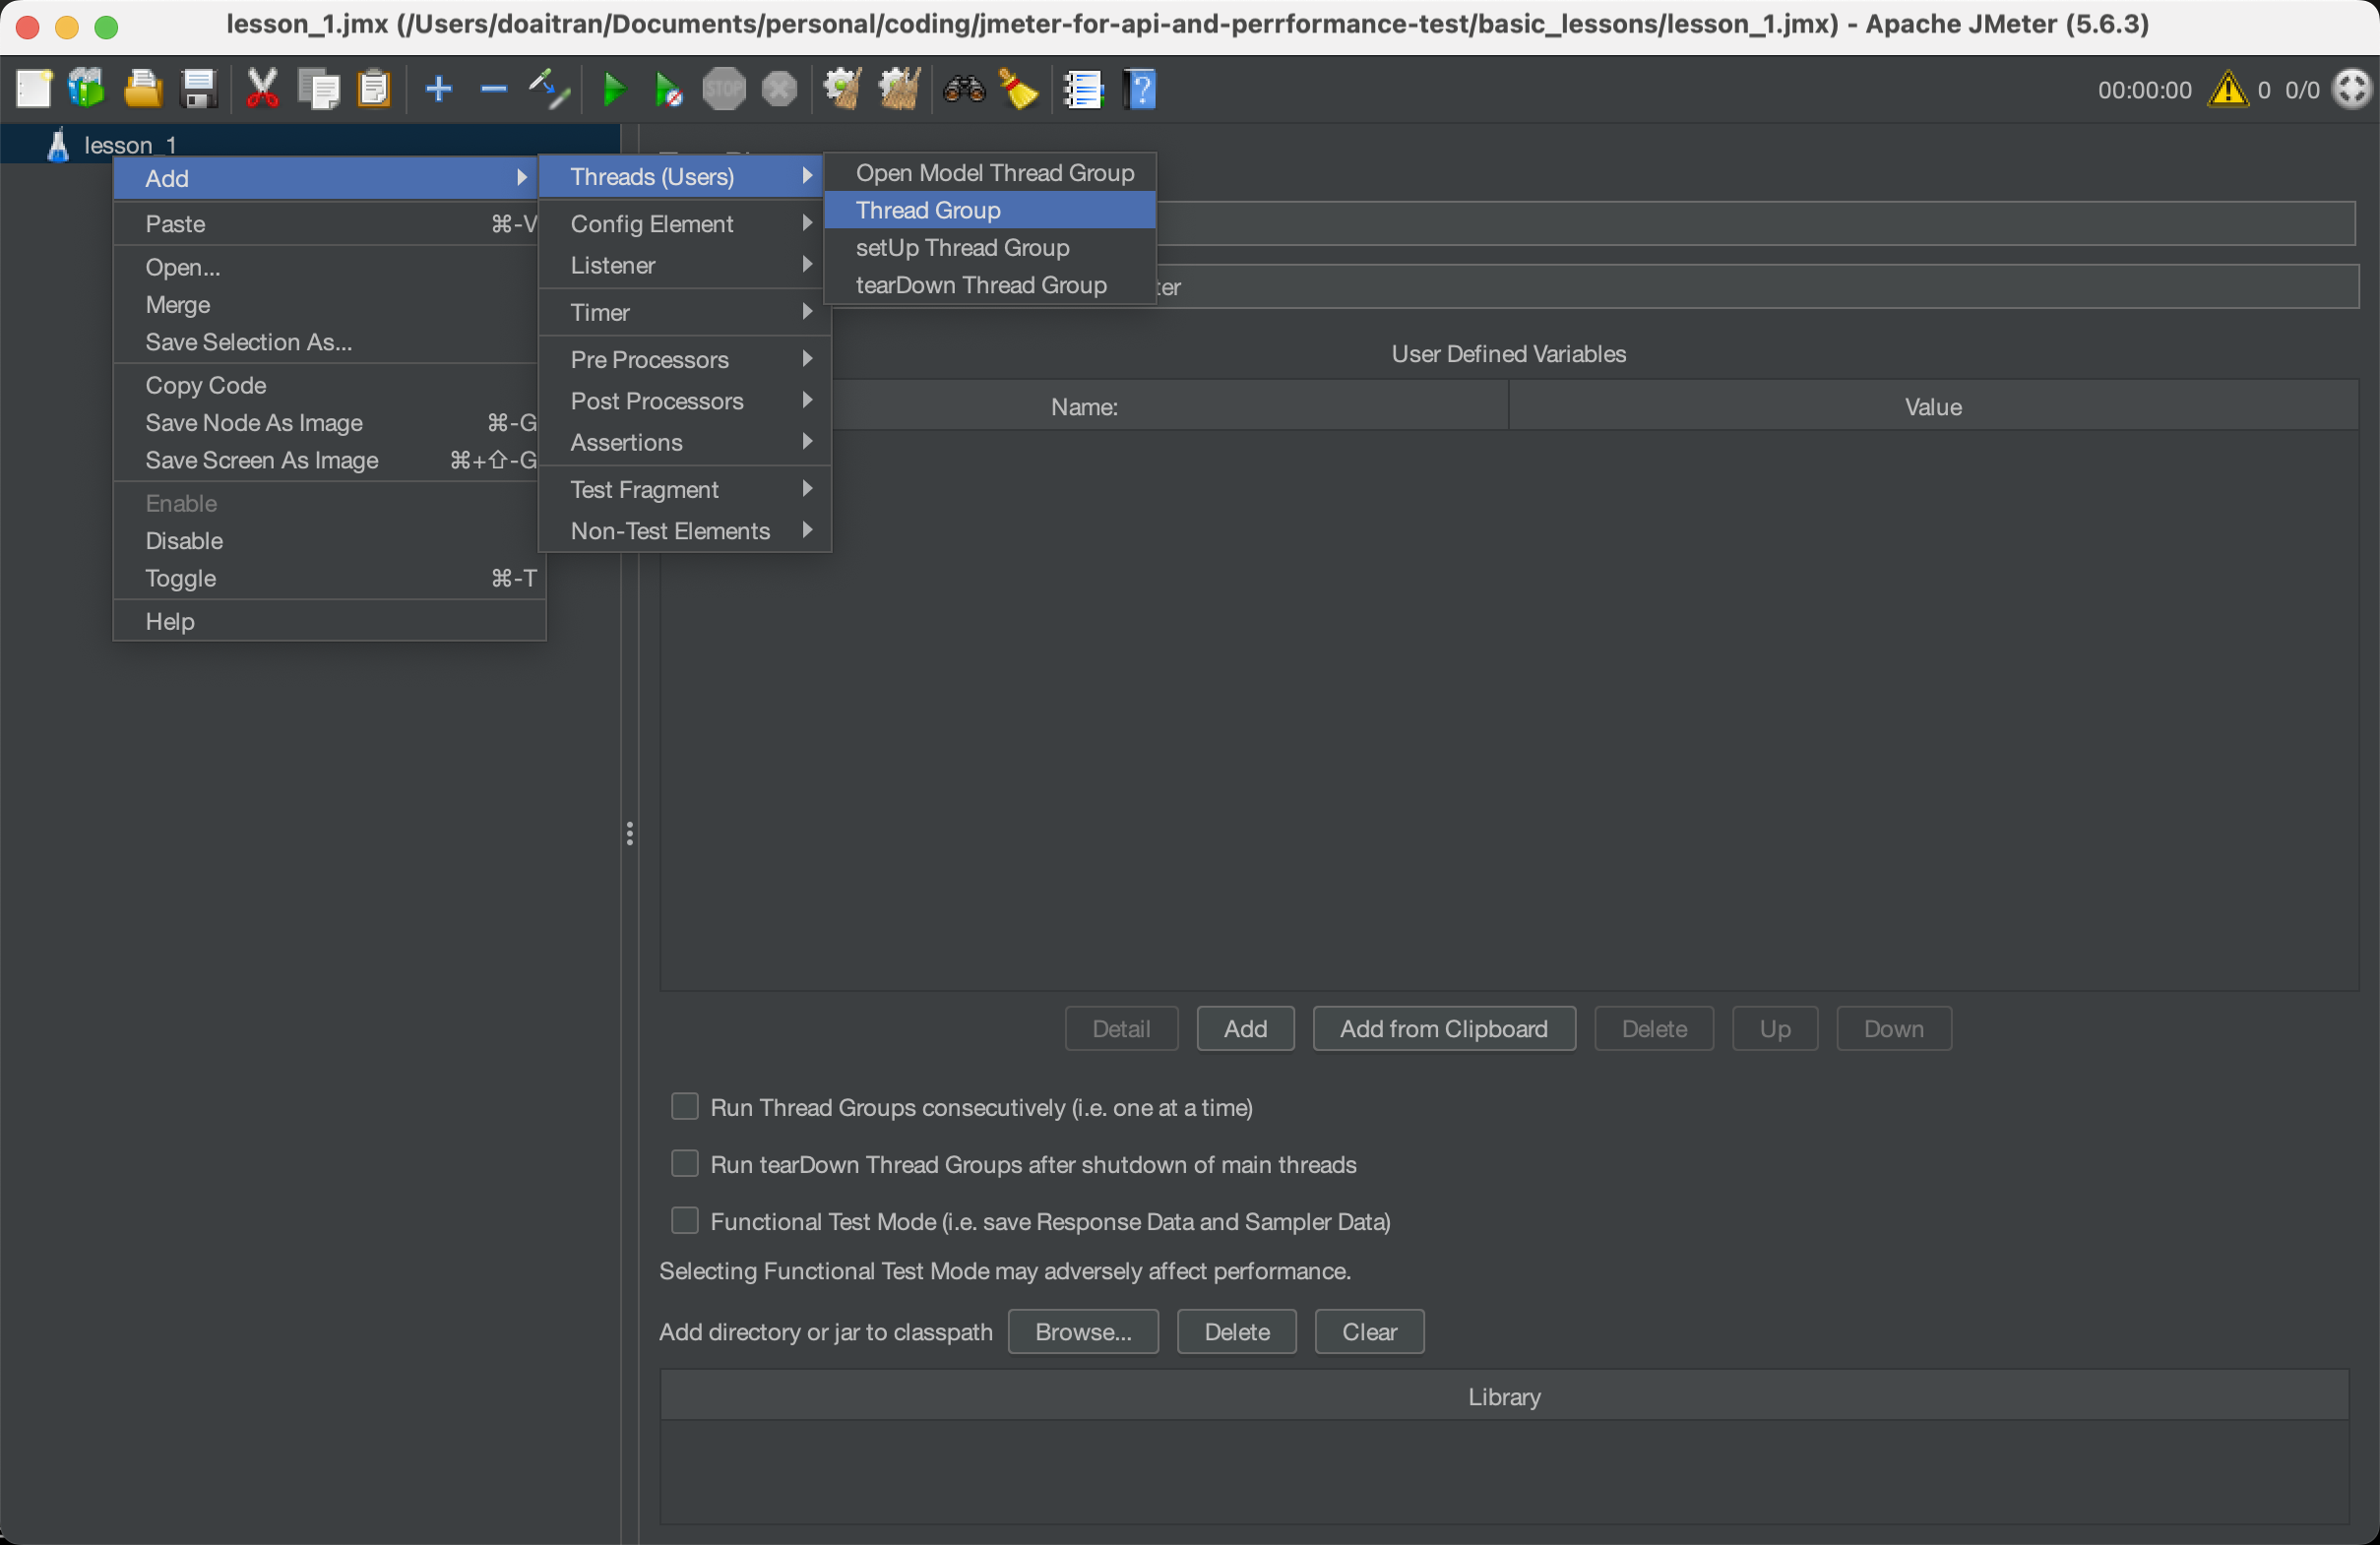 lesson_1.jmx (/Users/doaitran/Documents/personal/coding/jmeter-for-api-and-perrformance-test/basic_lessons/lesson_1.jmx) - Apache JMeter (5.6.3)
STOP
00:00:00 0 0/0
lesson_1
Add
Paste ⌘-V
Open...
Merge
Save Selection As...
Copy Code
Save Node As Image ⌘-G
Save Screen As Image ⌘+⇧-G
Enable
Disable
Toggle ⌘-T
Help
Threads (Users)
Config Element
Listener
Timer
Pre Processors
Post Processors
Assertions
Test Fragment
Non-Test Elements
Open Model Thread Group
Thread Group
setUp Thread Group
tearDown Thread Group
User Defined Variables
Name: Value
Detail Add Add from Clipboard Delete Up Down
Run Thread Groups consecutively (i.e. one at a time)
Run tearDown Thread Groups after shutdown of main threads
Functional Test Mode (i.e. save Response Data and Sampler Data)
Selecting Functional Test Mode may adversely affect performance.
Add directory or jar to classpath Browse... Delete Clear
Library